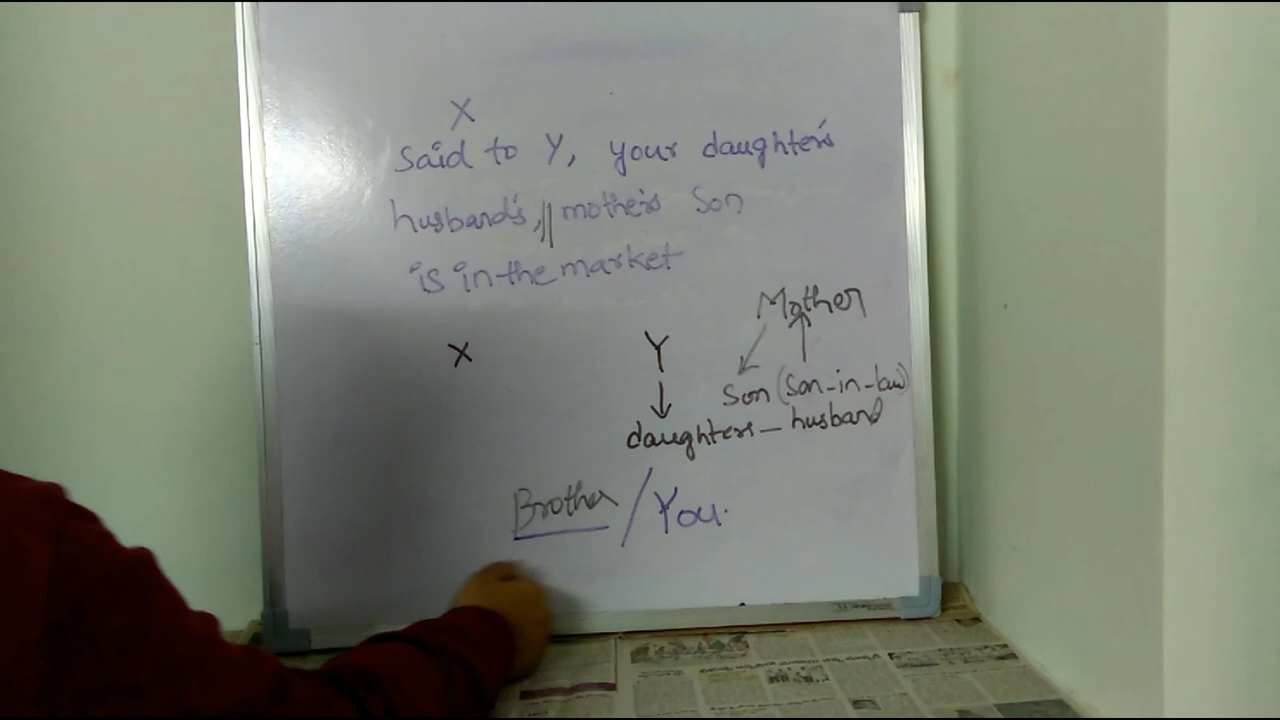 X
Said to Y, your daughter's
husband's, || mother's Son
is in the market
Mother
X Y
Son (Son-in-law)
daughters - husband
Brother / You.